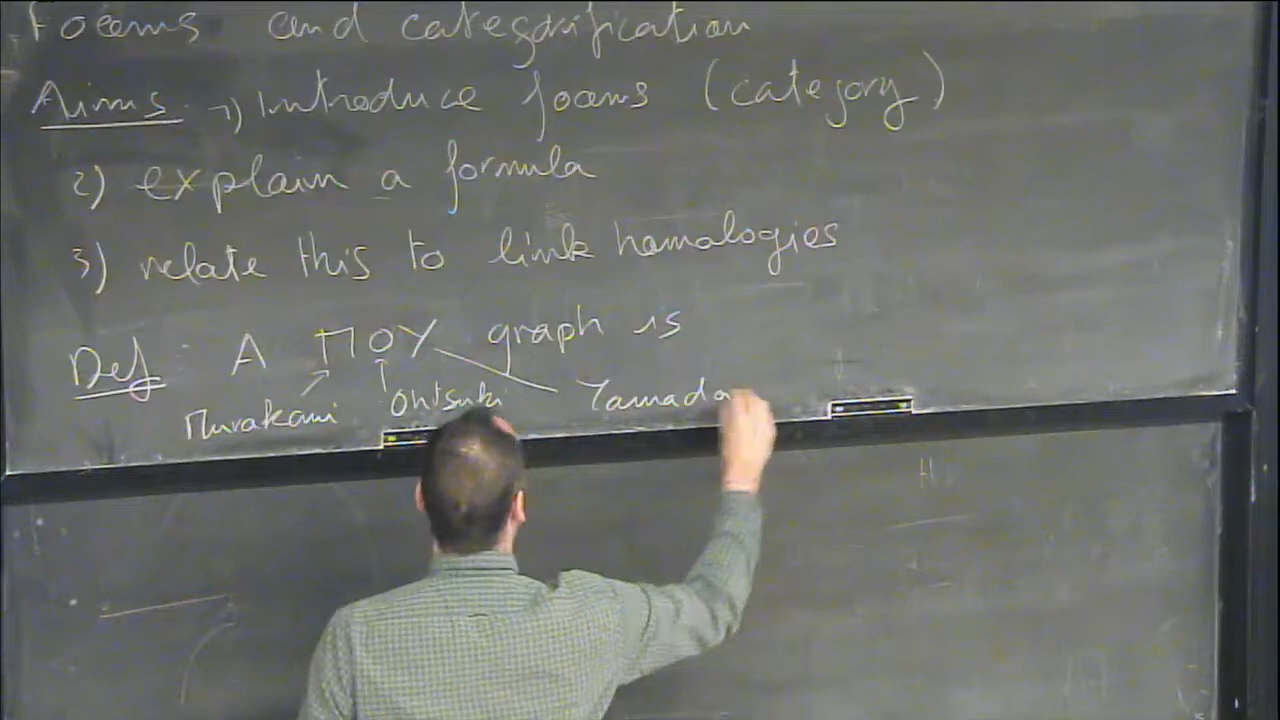 Foams and categorification
Aims: 1) Introduce foams (category)
2) explain a formula
3) relate this to link homologies
Def: A MOY graph is
Murakami Ohtsuki Yamada